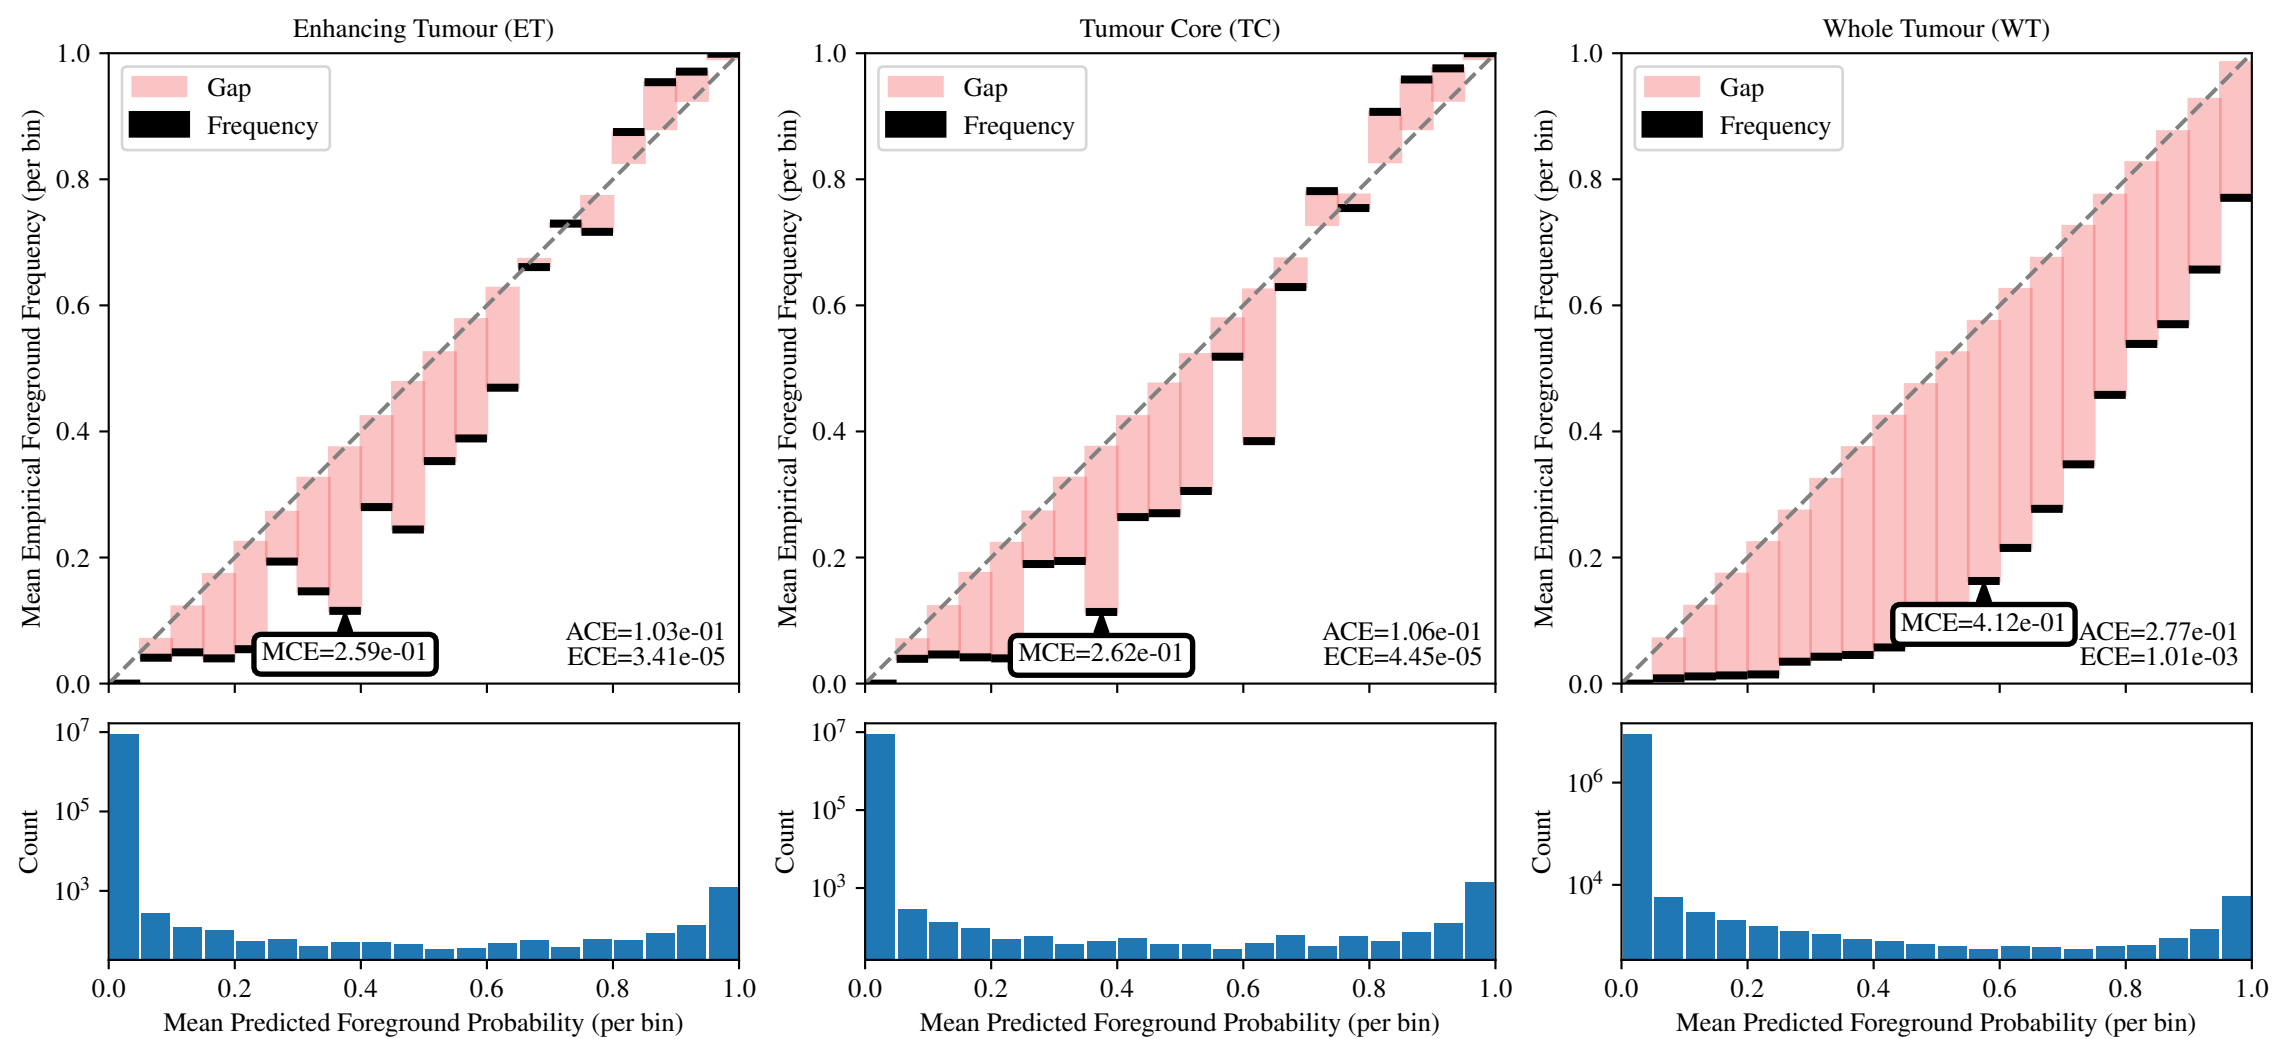 Enhancing Tumour (ET)
Mean Empirical Foreground Frequency (per bin)
1.0
0.8
0.6
0.4
0.2
0.0
Gap
Frequency
MCE=2.59e-01
ACE=1.03e-01
ECE=3.41e-05
Count
10^7
10^5
10^3
0.0 0.2 0.4 0.6 0.8 1.0
Mean Predicted Foreground Probability (per bin)
Tumour Core (TC)
Mean Empirical Foreground Frequency (per bin)
1.0
0.8
0.6
0.4
0.2
0.0
Gap
Frequency
MCE=2.62e-01
ACE=1.06e-01
ECE=4.45e-05
Count
10^7
10^5
10^3
0.0 0.2 0.4 0.6 0.8 1.0
Mean Predicted Foreground Probability (per bin)
Whole Tumour (WT)
Mean Empirical Foreground Frequency (per bin)
1.0
0.8
0.6
0.4
0.2
0.0
Gap
Frequency
MCE=4.12e-01
ACE=2.77e-01
ECE=1.01e-03
Count
10^6
10^4
0.0 0.2 0.4 0.6 0.8 1.0
Mean Predicted Foreground Probability (per bin)